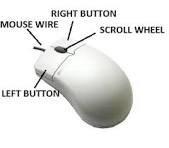 RIGHT BUTTON
MOUSE WIRE
SCROLL WHEEL
LEFT BUTTON